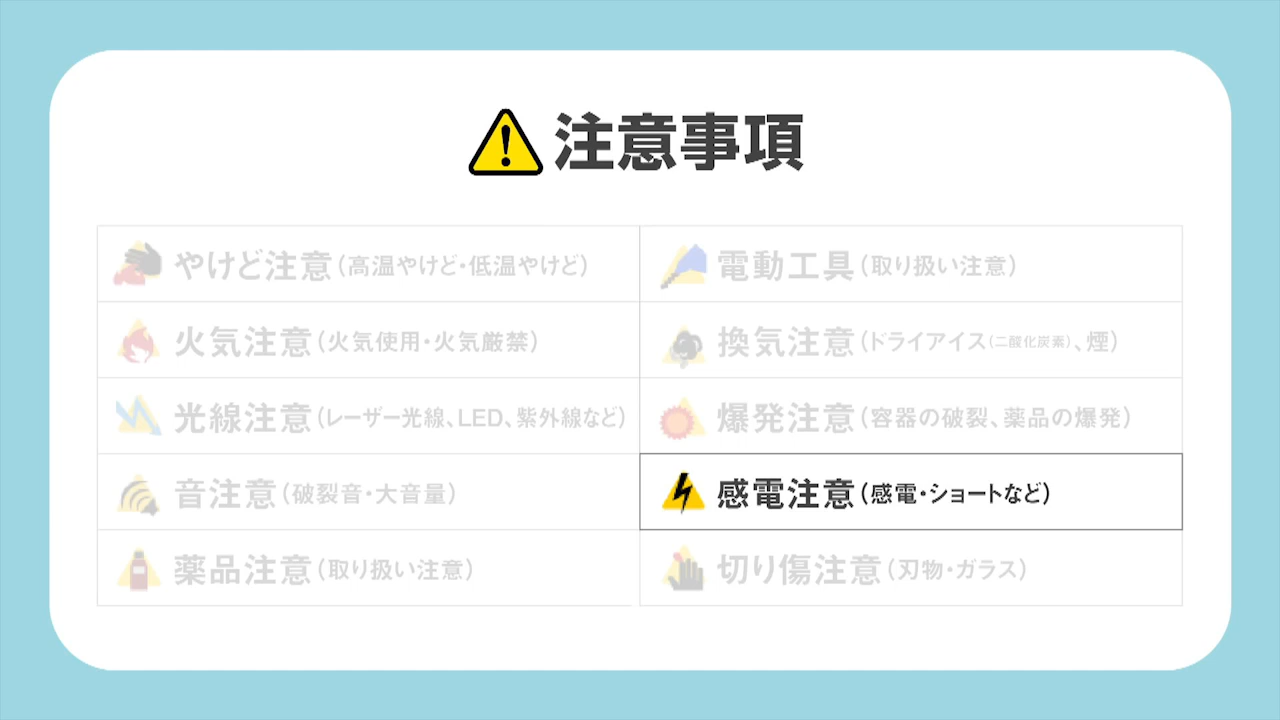 注意事項
やけど注意(高温やけど・低温やけど)
電動工具(取り扱い注意)
火気注意(火気使用・火気厳禁)
換気注意(ドライアイス(二酸化炭素)、煙)
光線注意(レーザー光線、LED、紫外線など)
爆発注意(容器の破裂、薬品の爆発)
音注意(破裂音・大音量)
感電注意(感電・ショートなど)
薬品注意(取り扱い注意)
切り傷注意(刃物・ガラス)